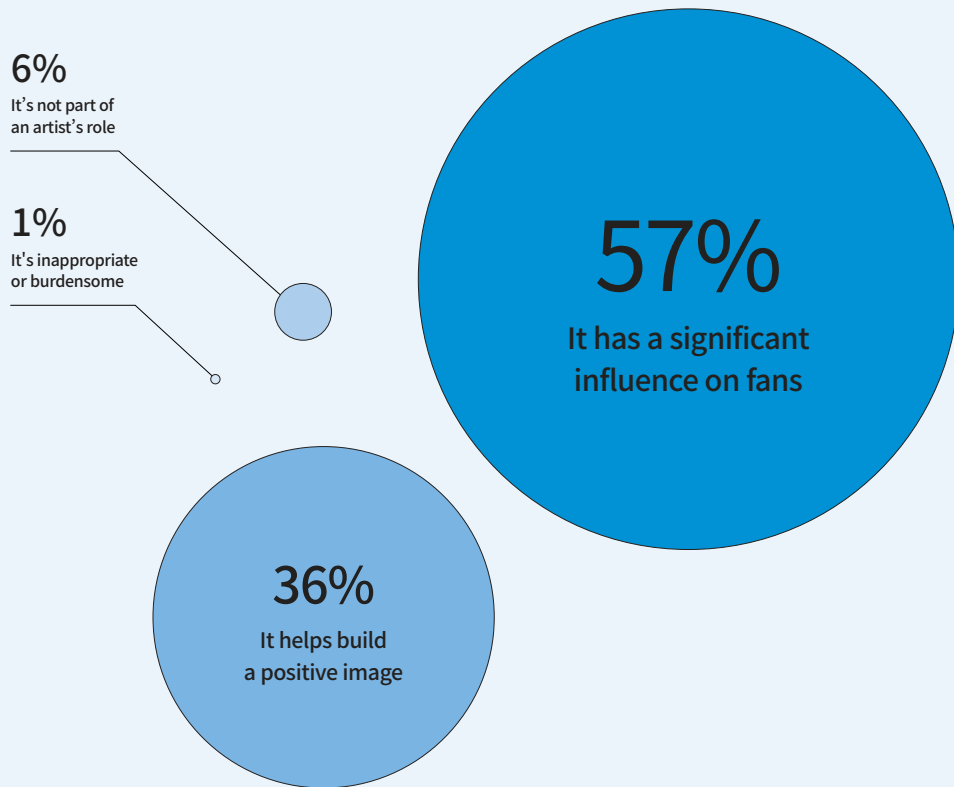 6%
It’s not part of
an artist’s role
1%
It's inappropriate
or burdensome
57%
It has a significant
influence on fans
36%
It helps build
a positive image